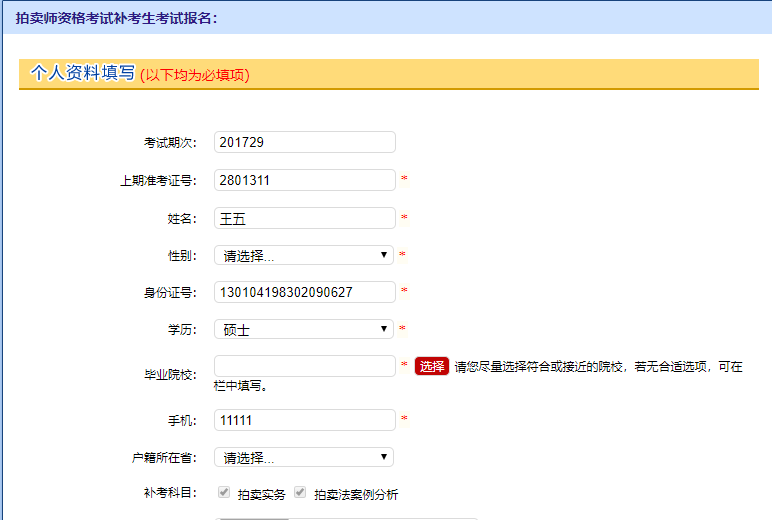 拍卖师资格考试补考生考试报名：
个人资料填写 (以下均为必填项)
考试期次： 201729
上期准考证号： 2801311 *
姓名： 王五 *
性别： 请选择... *
身份证号： 130104198302090627 *
学历： 硕士 *
毕业院校： * 选择 请您尽量选择符合或接近的院校，若无合适选项，可在
栏中填写。
手机： 11111 *
户籍所在省： 请选择...
补考科目： 拍卖实务 拍卖法案例分析